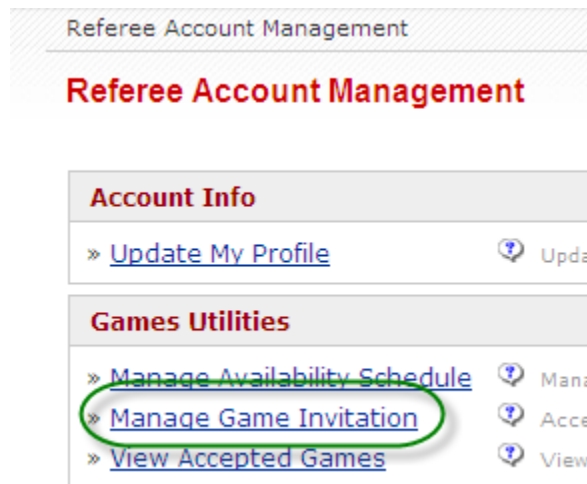 Referee Account Management
Referee Account Management
Account Info
» Update My Profile
Games Utilities
» Manage Availability Schedule
» Manage Game Invitation
» View Accepted Games View